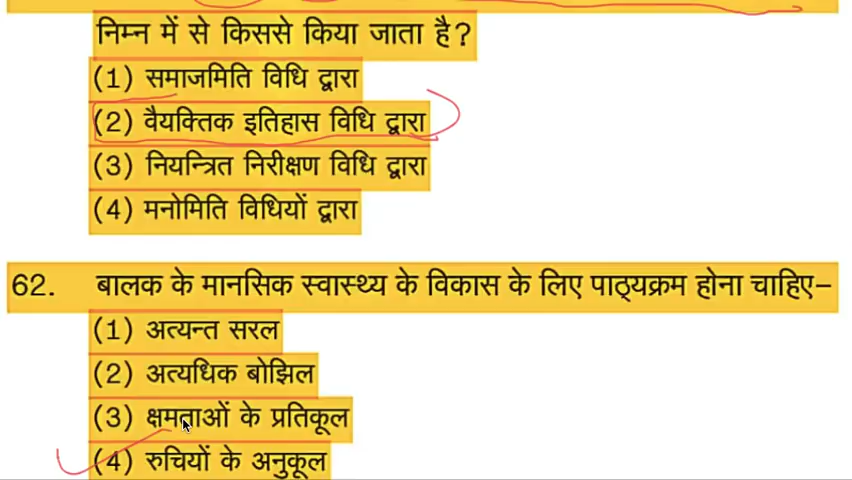 निम्न में से किससे किया जाता है?
(1) समाजमिति विधि द्वारा
(2) वैयक्तिक इतिहास विधि द्वारा
(3) नियन्त्रित निरीक्षण विधि द्वारा
(4) मनोमिति विधियों द्वारा
62. बालक के मानसिक स्वास्थ्य के विकास के लिए पाठ्यक्रम होना चाहिए–
(1) अत्यन्त सरल
(2) अत्यधिक बोझिल
(3) क्षमताओं के प्रतिकूल
(4) रुचियों के अनुकूल